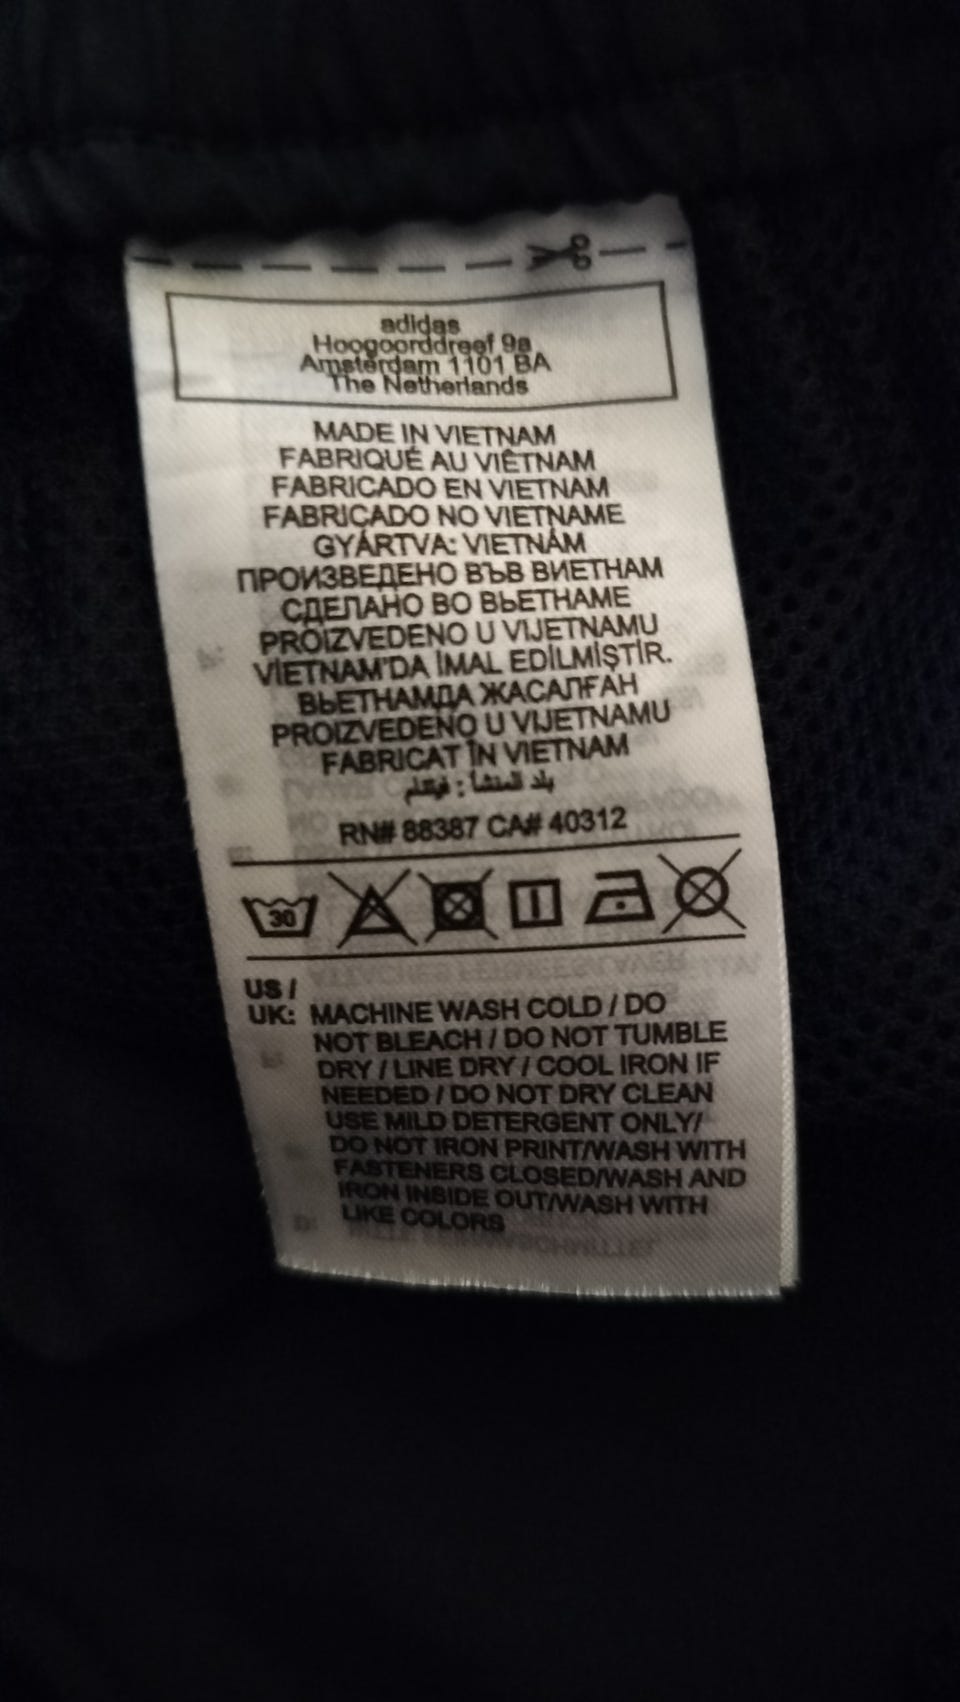 adidas
Hoogoorddreef 9a
Amsterdam 1101 BA
The Netherlands
MADE IN VIETNAM
FABRIQUÉ AU VIÊTNAM
FABRICADO EN VIETNAM
FABRICADO NO VIETNAME
GYÁRTVA: VIETNÁM
ПРОИЗВЕДЕНО ВЪВ ВИЕТНАМ
СДЕЛАНО ВО ВЬЕТНАМЕ
PROIZVEDENO U VIJETNAMU
VİETNAM'DA İMAL EDİLMİŞTİR.
ВЬЕТНАМДА ЖАСАЛҒАН
PROIZVEDENO U VIJETNAMU
FABRICAT ÎN VIETNAM
بلد المنشأ : فيتنام
RN# 88387 CA# 40312
30
US /
UK: MACHINE WASH COLD / DO
NOT BLEACH / DO NOT TUMBLE
DRY / LINE DRY / COOL IRON IF
NEEDED / DO NOT DRY CLEAN
USE MILD DETERGENT ONLY/
DO NOT IRON PRINT/WASH WITH
FASTENERS CLOSED/WASH AND
IRON INSIDE OUT/WASH WITH
LIKE COLORS